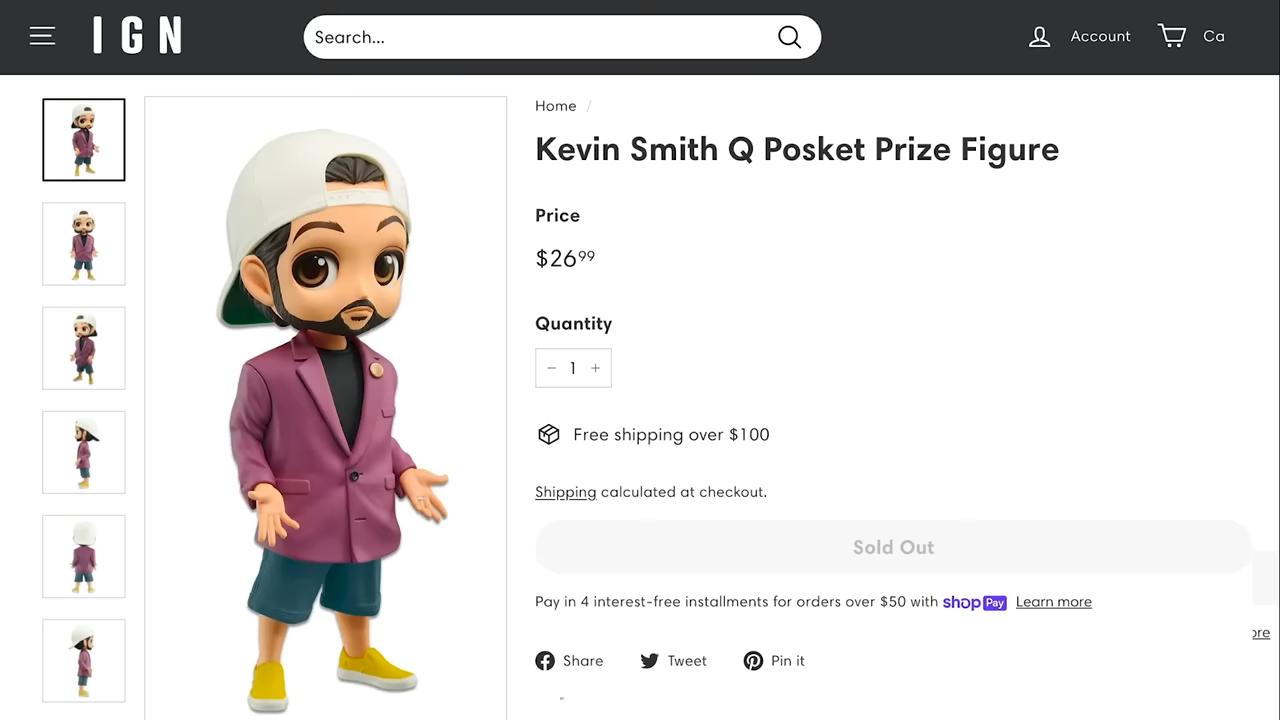 IGN
Search...
Account
Ca
Home /
Kevin Smith Q Posket Prize Figure
Price
$2699
Quantity
− 1 +
Free shipping over $100
Shipping calculated at checkout.
Sold Out
Pay in 4 interest-free installments for orders over $50 with shop Pay Learn more
ore
Share
Tweet
Pin it